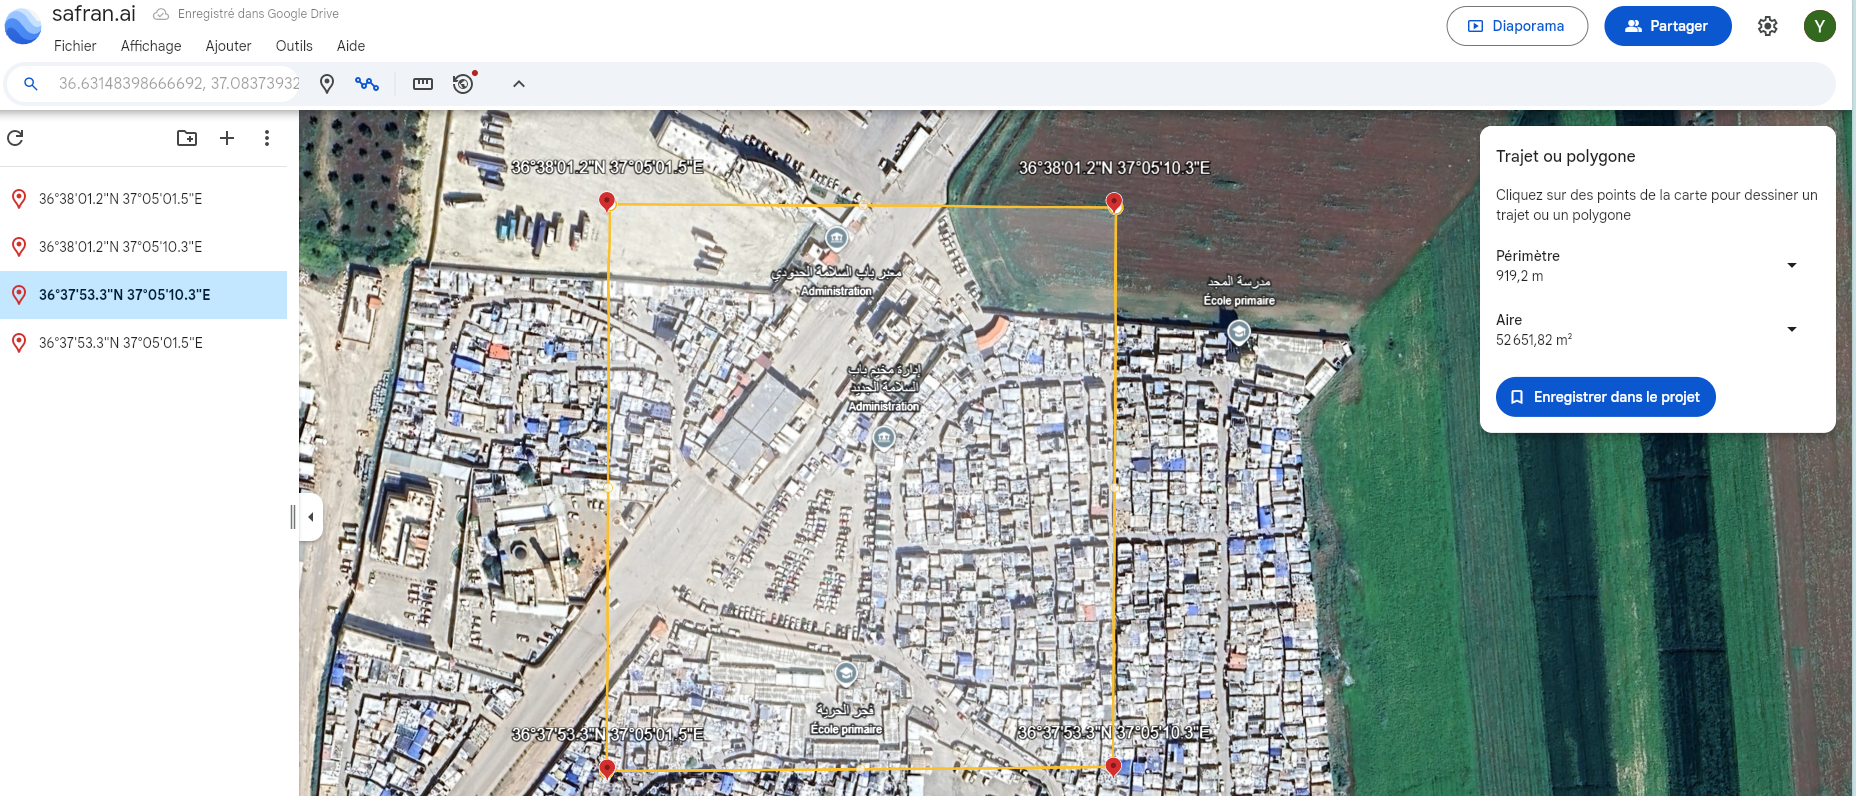 safran.ai
Enregistré dans Google Drive
Fichier
Affichage
Ajouter
Outils
Aide
Diaporama
Partager
Y
36.63148398666692, 37.08373932
36°38'01.2"N 37°05'01.5"E
36°38'01.2"N 37°05'10.3"E
36°37'53.3"N 37°05'10.3"E
36°37'53.3"N 37°05'01.5"E
36°38'01.2"N 37°05'01.5"E
36°38'01.2"N 37°05'10.3"E
معبر باب السلامة الحدودي
Administration
مدرسة المجد
École primaire
إدارة مخيم باب
السلامة الجديد
Administration
فجر الحرية
École primaire
36°37'53.3"N 37°05'01.5"E
36°37'53.3"N 37°05'10.3"E
Trajet ou polygone
Cliquez sur des points de la carte pour dessiner un
trajet ou un polygone
Périmètre
919,2 m
Aire
52 651,82 m²
Enregistrer dans le projet